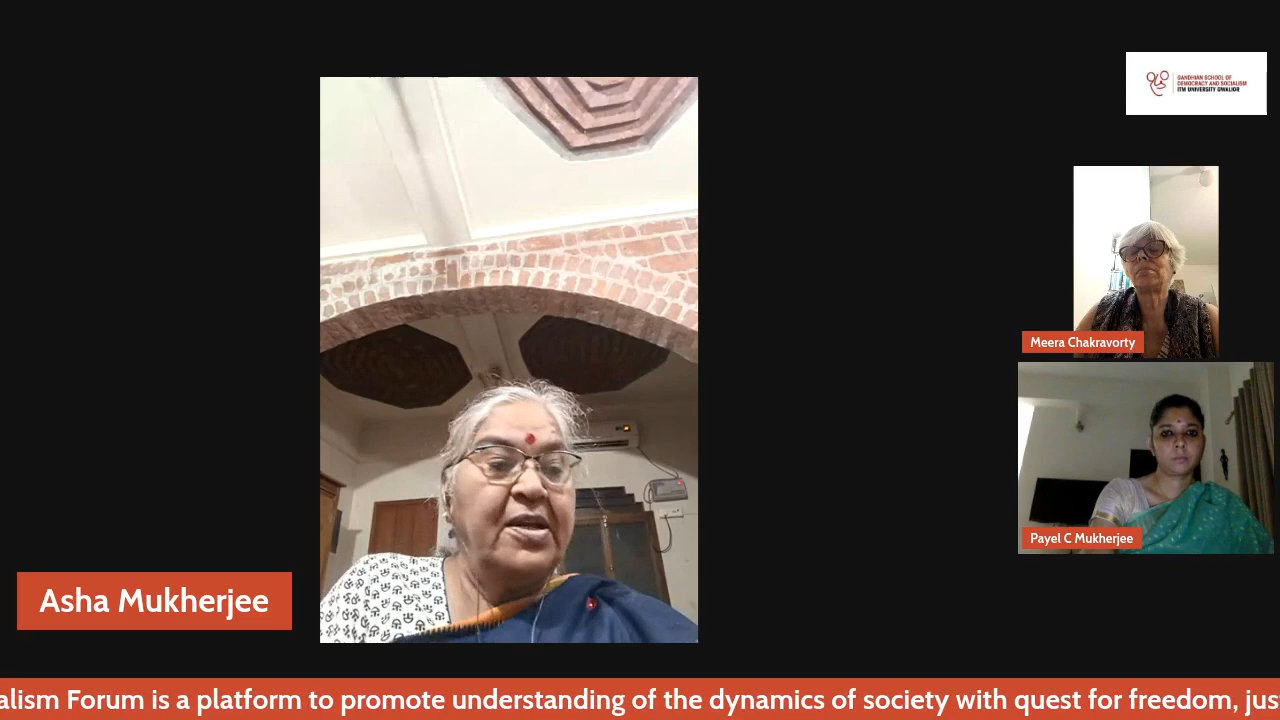 GANDHIAN SCHOOL OF
DEMOCRACY AND SOCIALISM
ITM UNIVERSITY GWALIOR
Meera Chakravorty
Payel C Mukherjee
Asha Mukherjee
alism Forum is a platform to promote understanding of the dynamics of society with quest for freedom, jus